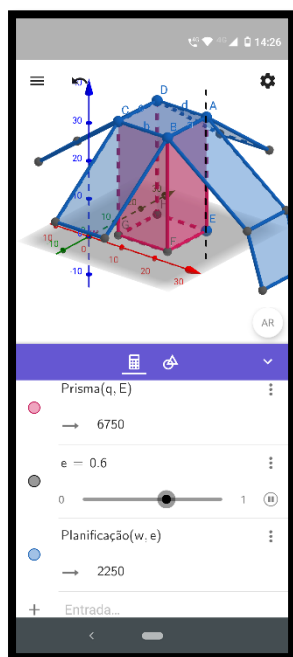 14:26
D
30
C
d
A
B
b
20
10
E
F
10
10
10
20
30
-10
AR
Prisma(q, E)
→ 6750
e = 0.6
0
1
Planificação(w, e)
→ 2250
+ Entrada...